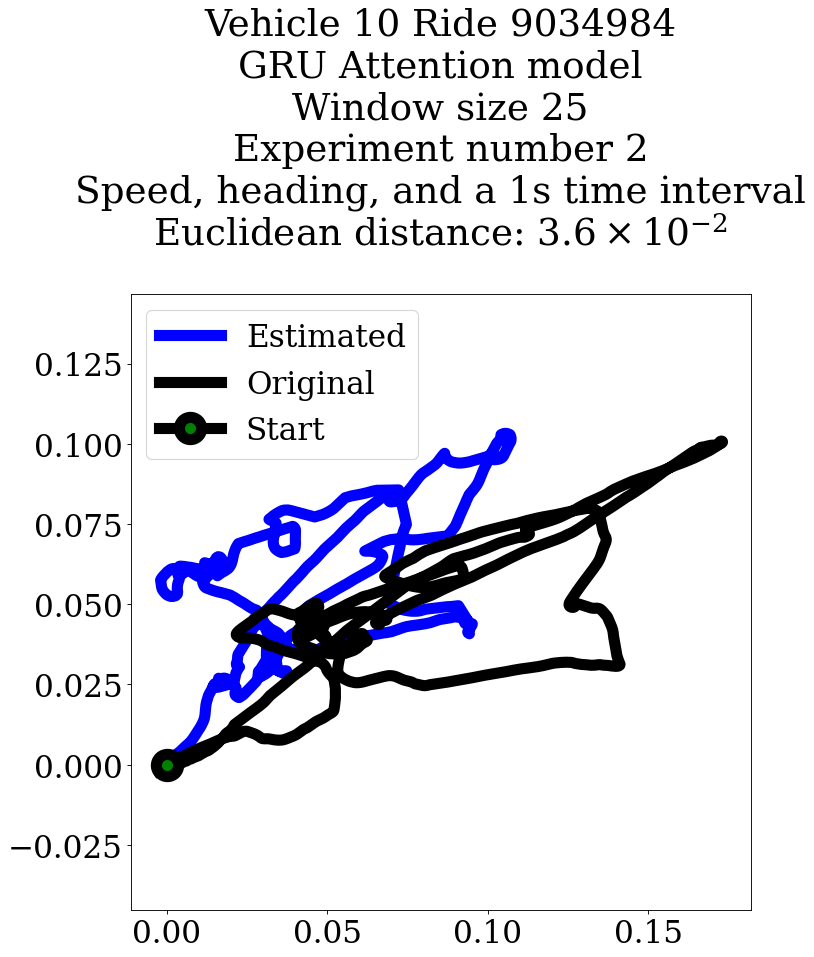 Vehicle 10 Ride 9034984
GRU Attention model
Window size 25
Experiment number 2
Speed, heading, and a 1s time interval
Euclidean distance: 3.6 × 10⁻²
Estimated
Original
Start
0.125
0.100
0.075
0.050
0.025
0.000
−0.025
0.00 0.05 0.10 0.15